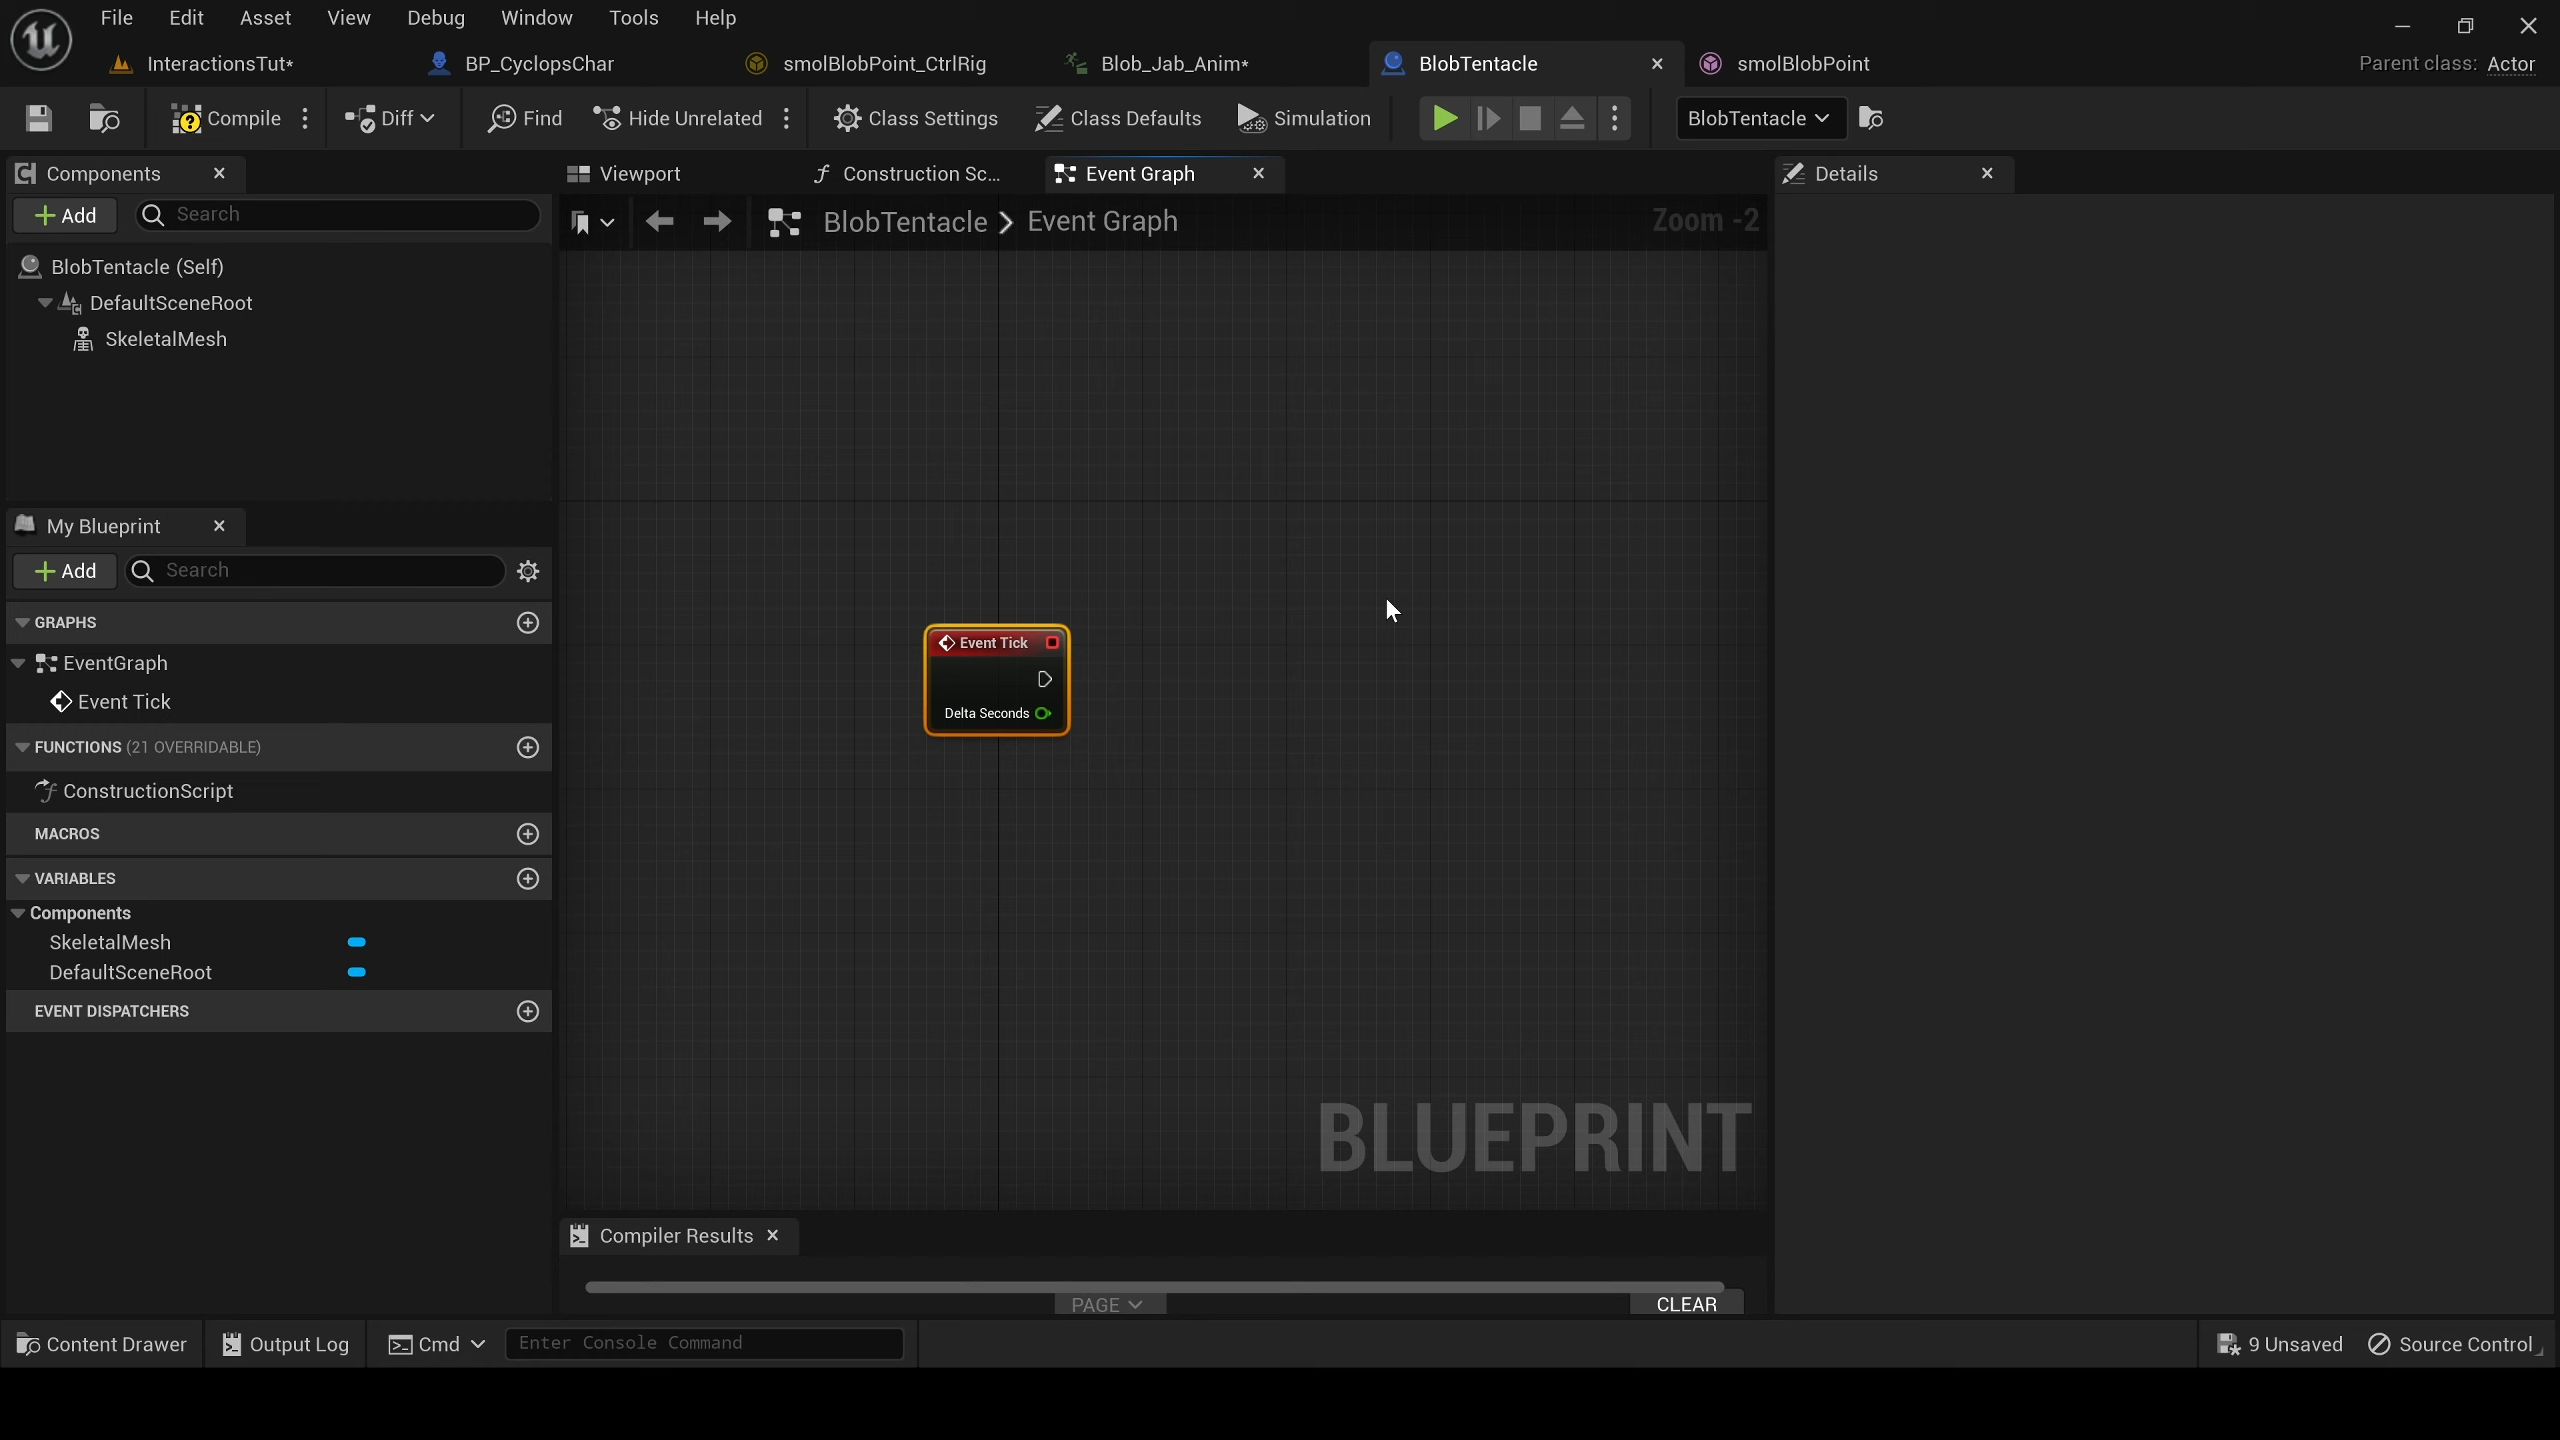 File Edit Asset View Debug Window Tools Help
InteractionsTut* BP_CyclopsChar smolBlobPoint_CtrlRig Blob_Jab_Anim* BlobTentacle smolBlobPoint Parent class: Actor
Compile Diff Find Hide Unrelated Class Settings Class Defaults Simulation BlobTentacle
Components Viewport Construction Sc... Event Graph Details
Add Search
BlobTentacle > Event Graph Zoom -2
BlobTentacle (Self)
DefaultSceneRoot
SkeletalMesh
My Blueprint
Add Search
GRAPHS
EventGraph
Event Tick
FUNCTIONS (21 OVERRIDABLE)
ConstructionScript
MACROS
VARIABLES
Components
SkeletalMesh
DefaultSceneRoot
EVENT DISPATCHERS
Event Tick
Delta Seconds
BLUEPRINT
Compiler Results
PAGE CLEAR
Content Drawer Output Log Cmd Enter Console Command 9 Unsaved Source Control